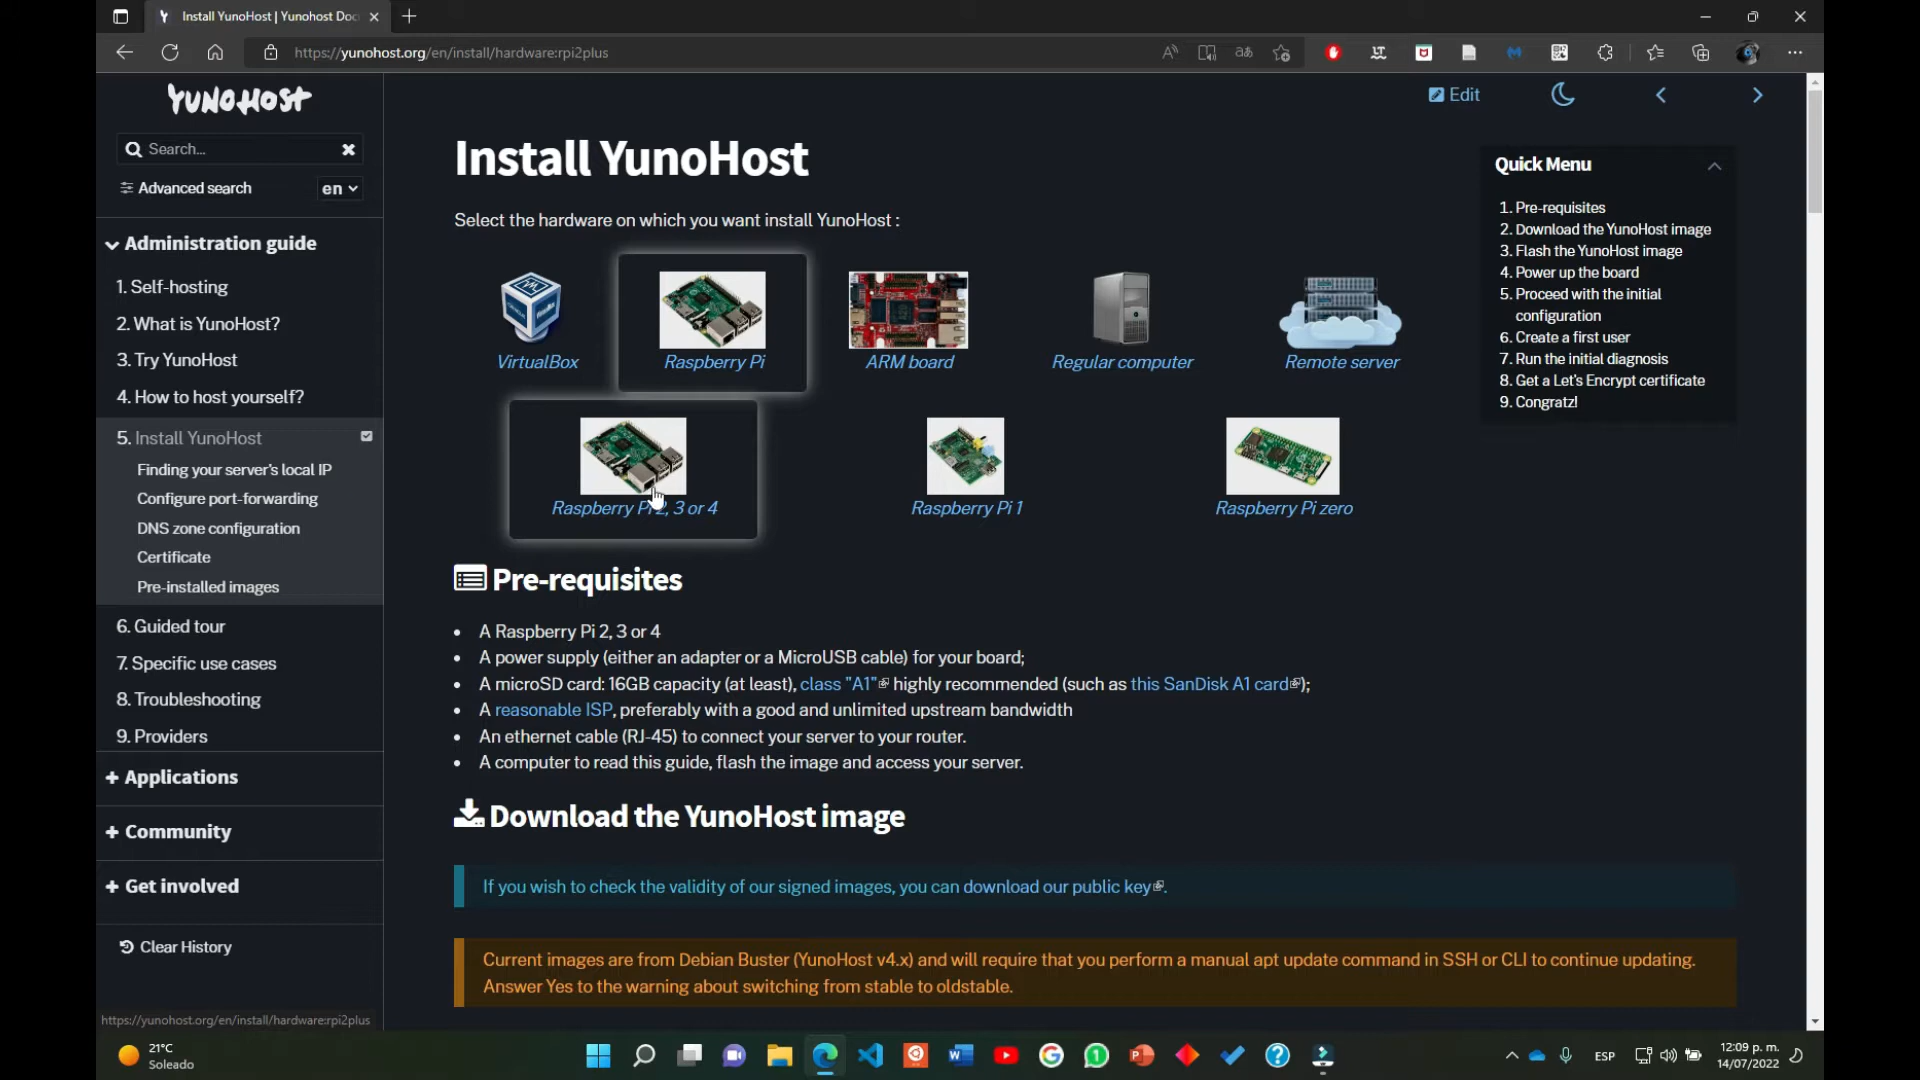 Install YunoHost | Yunohost Doc
https://yunohost.org/en/install/hardware:rpi2plus
YUNOHOST
Search...
Advanced search
en
Administration guide
1. Self-hosting
2. What is YunoHost?
3. Try YunoHost
4. How to host yourself?
5. Install YunoHost
Finding your server's local IP
Configure port-forwarding
DNS zone configuration
Certificate
Pre-installed images
6. Guided tour
7. Specific use cases
8. Troubleshooting
9. Providers
Applications
Community
Get involved
Clear History
https://yunohost.org/en/install/hardware:rpi2plus
Edit
Install YunoHost
Select the hardware on which you want install YunoHost :
VirtualBox
Raspberry Pi
ARM board
Regular computer
Remote server
Raspberry Pi 2, 3 or 4
Raspberry Pi 1
Raspberry Pi zero
Pre-requisites
• A Raspberry Pi 2, 3 or 4
• A power supply (either an adapter or a MicroUSB cable) for your board;
• A microSD card: 16GB capacity (at least), class "A1" highly recommended (such as this SanDisk A1 card);
• A reasonable ISP, preferably with a good and unlimited upstream bandwidth
• An ethernet cable (RJ-45) to connect your server to your router.
• A computer to read this guide, flash the image and access your server.
Download the YunoHost image
If you wish to check the validity of our signed images, you can download our public key.
Current images are from Debian Buster (YunoHost v4.x) and will require that you perform a manual apt update command in SSH or CLI to continue updating.
Answer Yes to the warning about switching from stable to oldstable.
Quick Menu
1. Pre-requisites
2. Download the YunoHost image
3. Flash the YunoHost image
4. Power up the board
5. Proceed with the initial
configuration
6. Create a first user
7. Run the initial diagnosis
8. Get a Let's Encrypt certificate
9. Congratz!
21°C
Soleado
ESP
12:09 p. m.
14/07/2022